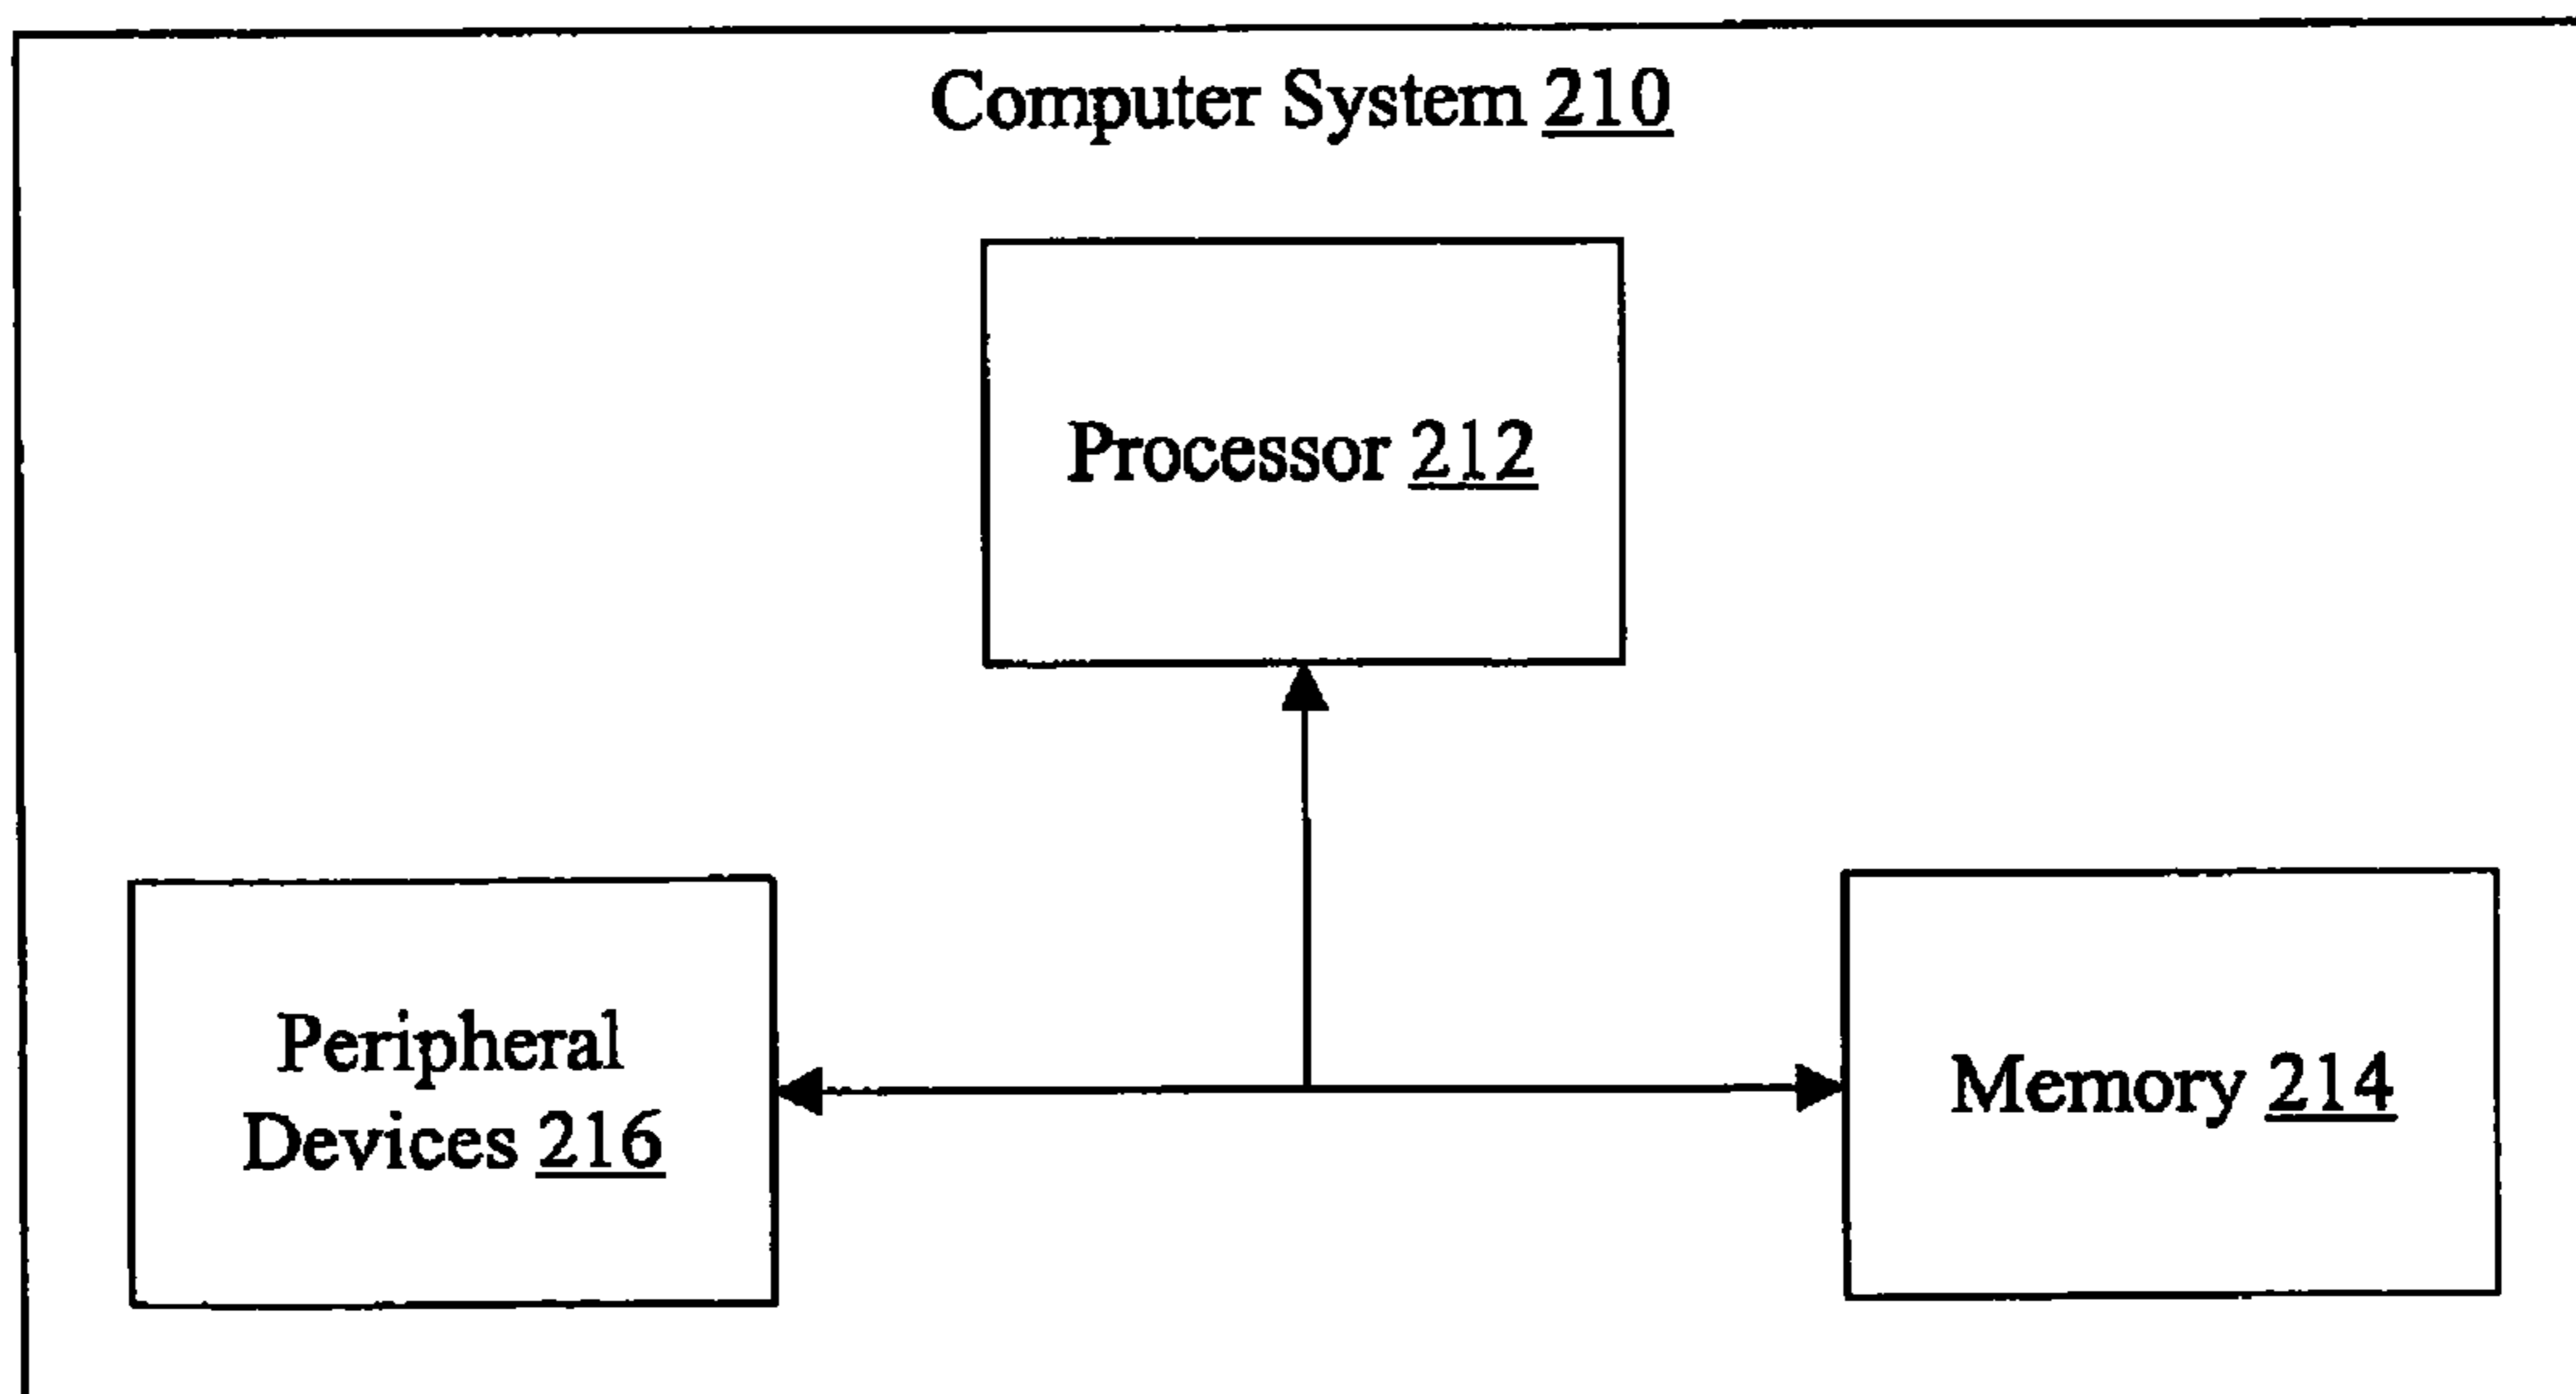 Computer System 210
Processor 212
Peripheral
Devices 216
Memory 214